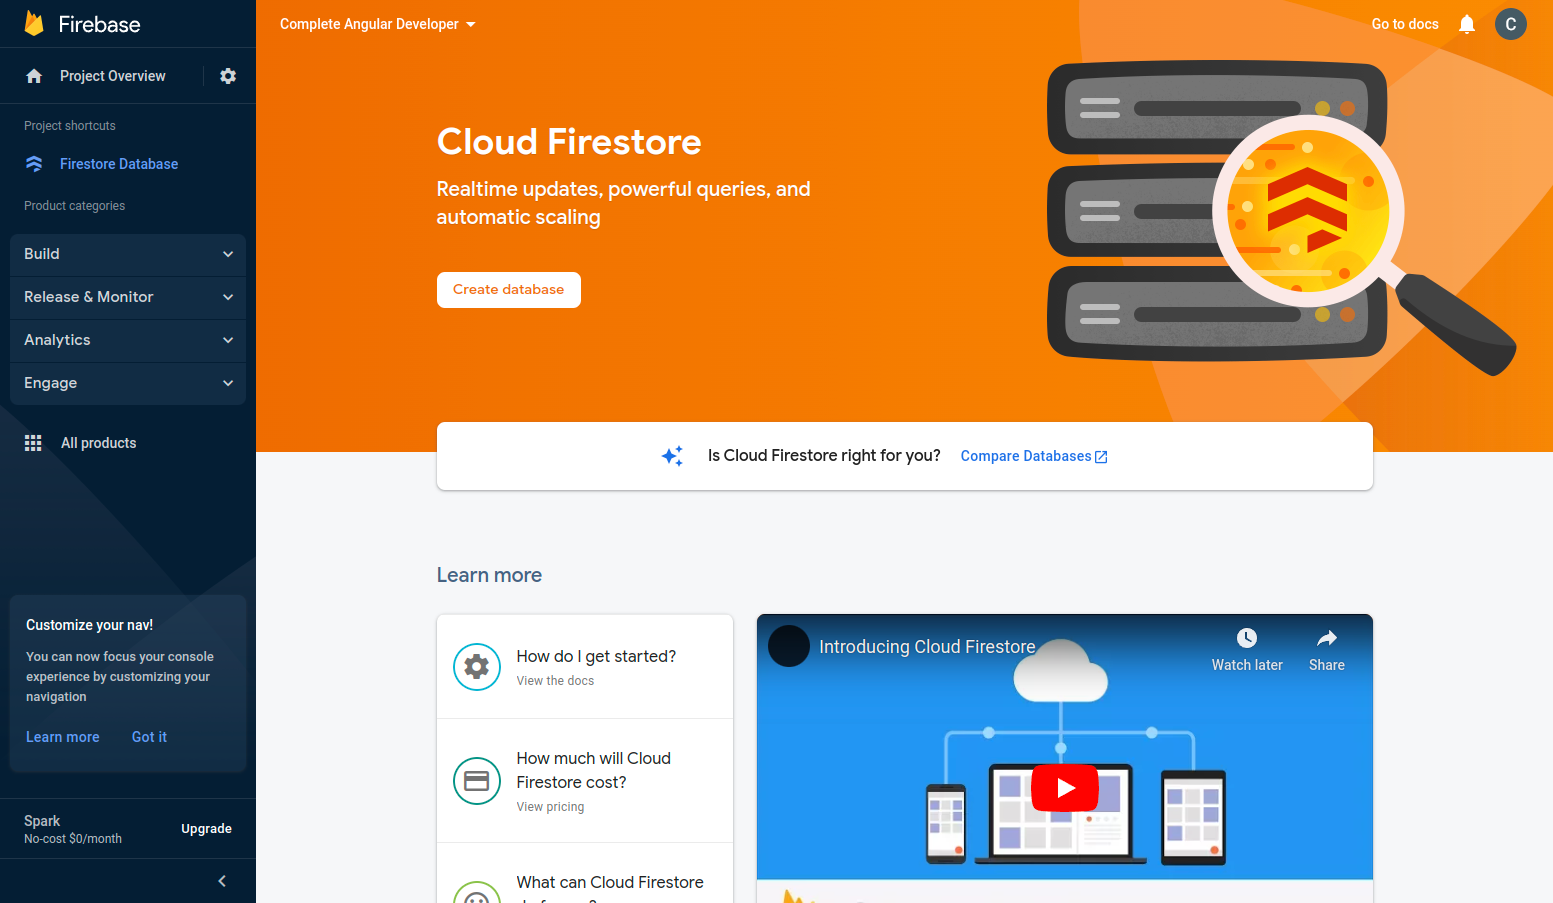 Firebase
Project Overview
Project shortcuts
Firestore Database
Product categories
Build
Release & Monitor
Analytics
Engage
All products
Customize your nav!
You can now focus your console
experience by customizing your
navigation
Learn more
Got it
Spark
No-cost $0/month
Upgrade
Complete Angular Developer
Go to docs
C
Cloud Firestore
Realtime updates, powerful queries, and
automatic scaling
Create database
Is Cloud Firestore right for you?
Compare Databases
Learn more
How do I get started?
View the docs
How much will Cloud
Firestore cost?
View pricing
What can Cloud Firestore
Introducing Cloud Firestore
Watch later
Share